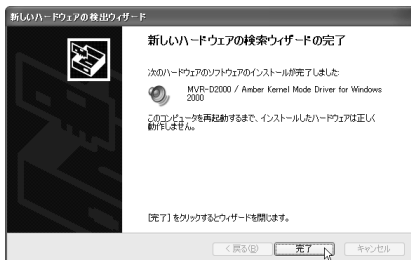 新しいハードウェアの検出ウィザード
新しいハードウェアの検索ウィザードの完了
次のハードウェアのソフトウェアのインストールが完了しました:
MVR-D2000 / Amber Kernel Mode Driver for Windows
2000
このコンピュータを再起動するまで、インストールしたハードウェアは正しく
動作しません。
[完了] をクリックするとウィザードを閉じます。
< 戻る(B) 完了 キャンセル